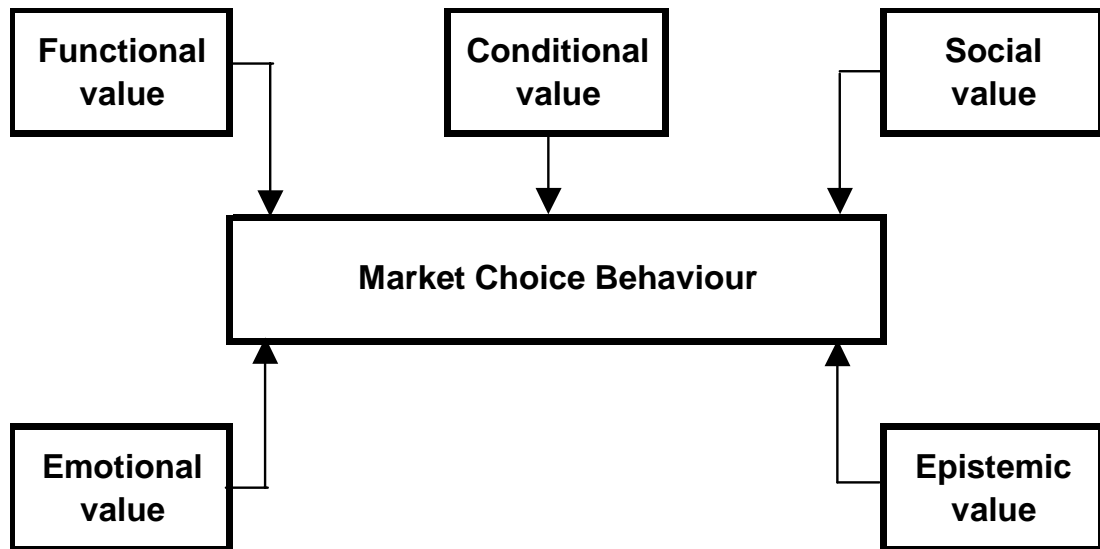 Functional
value
Conditional
value
Social
value
Market Choice Behaviour
Emotional
value
Epistemic
value